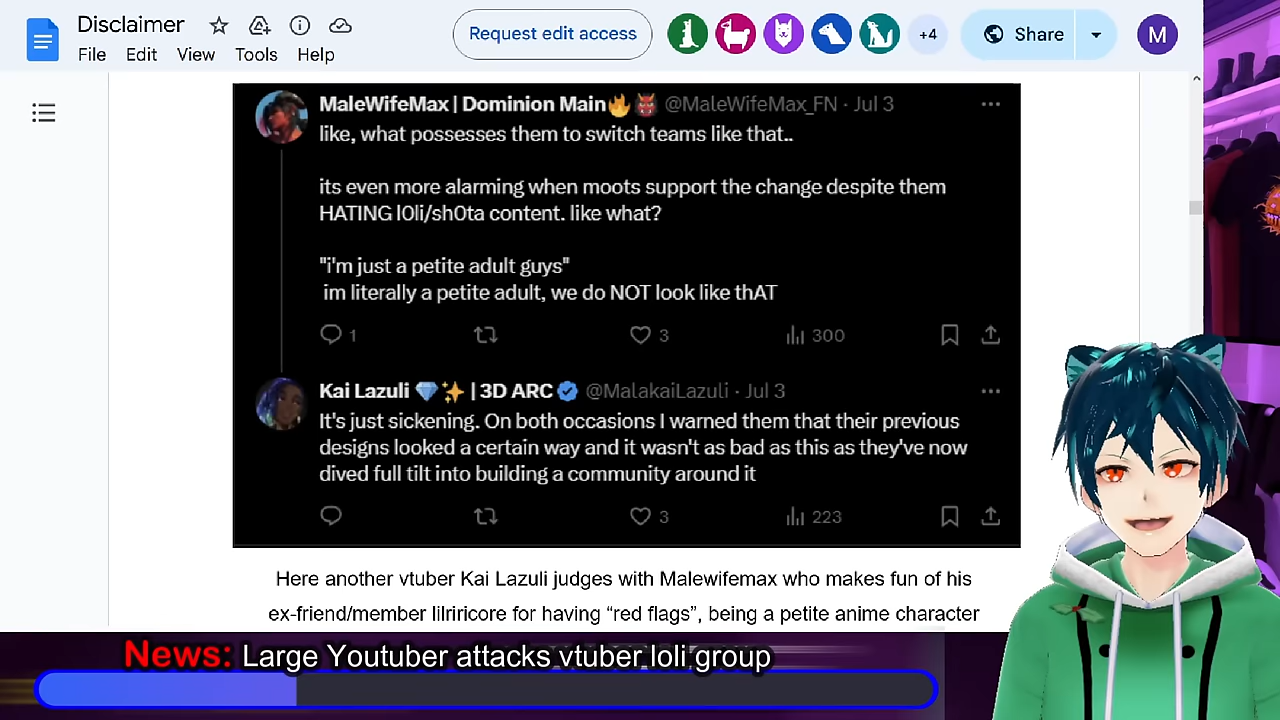 Disclaimer
Request edit access
+4
Share
M
File Edit View Tools Help
MaleWifeMax | Dominion Main🔥👹 @MaleWifeMax_FN · Jul 3
like, what possesses them to switch teams like that..
its even more alarming when moots support the change despite them
HATING l0li/sh0ta content. like what?
"i'm just a petite adult guys"
im literally a petite adult, we do NOT look like thAT
1 3 300
Kai Lazuli 💎✨ | 3D ARC @MalakaiLazuli · Jul 3
It's just sickening. On both occasions I warned them that their previous
designs looked a certain way and it wasn't as bad as this as they've now
dived full tilt into building a community around it
3 223
Here another vtuber Kai Lazuli judges with Malewifemax who makes fun of his
ex-friend/member lilriricore for having “red flags”, being a petite anime character
News: Large Youtuber attacks vtuber loli group